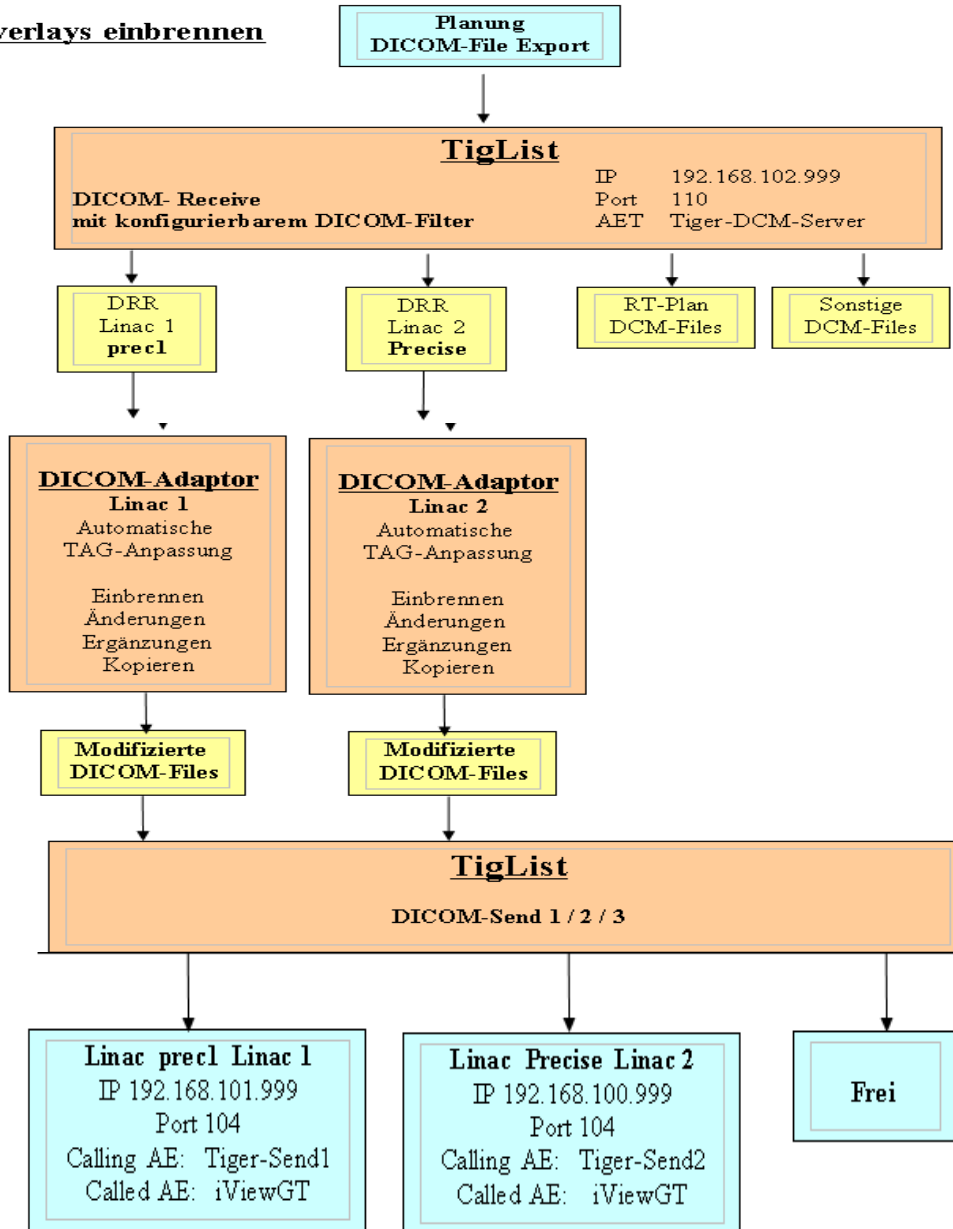 verlays einbrennen
Planung
DICOM-File Export
TigList
IP 192.168.102.999
DICOM- Receive Port 110
mit konfigurierbarem DICOM-Filter AET Tiger-DCM-Server
DRR
Linac 1
prec1
DRR
Linac 2
Precise
RT-Plan
DCM-Files
Sonstige
DCM-Files
DICOM-Adaptor
Linac 1
Automatische
TAG-Anpassung
Einbrennen
Änderungen
Ergänzungen
Kopieren
DICOM-Adaptor
Linac 2
Automatische
TAG-Anpassung
Einbrennen
Änderungen
Ergänzungen
Kopieren
Modifizierte
DICOM-Files
Modifizierte
DICOM-Files
TigList
DICOM-Send 1 / 2 / 3
Linac prec1 Linac 1
IP 192.168.101.999
Port 104
Calling AE: Tiger-Send1
Called AE: iViewGT
Linac Precise Linac 2
IP 192.168.100.999
Port 104
Calling AE: Tiger-Send2
Called AE: iViewGT
Frei